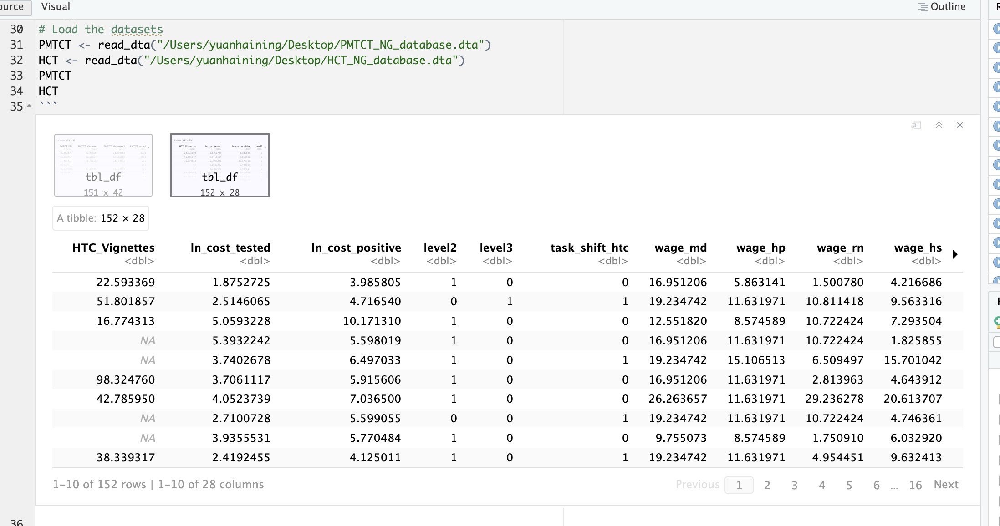 Visual
Outline
30 # Load the datasets
31 PMTCT <- read_dta("/Users/yuanhaining/Desktop/PMTCT_NG_database.dta")
32 HCT <- read_dta("/Users/yuanhaining/Desktop/HCT_NG_database.dta")
33 PMTCT
34 HCT
35 ```
tbl_df tbl_df
151 x 42 152 x 28
A tibble: 152 × 28
HTC_Vignettes ln_cost_tested ln_cost_positive level2 level3 task_shift_htc wage_md wage_hp wage_rn wage_hs
<dbl> <dbl> <dbl> <dbl> <dbl> <dbl> <dbl> <dbl> <dbl> <dbl>
22.593369 1.8752725 3.985805 1 0 0 16.951206 5.863141 1.500780 4.216686
51.801857 2.5146065 4.716540 0 1 1 19.234742 11.631971 10.811418 9.563316
16.774313 5.0593228 10.171310 1 0 0 12.551820 8.574589 10.722424 7.293504
NA 5.3932242 5.598019 1 0 0 16.951206 11.631971 10.722424 1.825855
NA 3.7402678 6.497033 1 0 1 19.234742 15.106513 6.509497 15.701042
98.324760 3.7061117 5.915606 1 0 0 16.951206 11.631971 2.813963 4.643912
42.785950 4.0523739 7.036500 1 0 0 26.263657 11.631971 29.236278 20.613707
NA 2.7100728 5.599055 0 0 1 19.234742 11.631971 10.722424 4.746361
NA 3.9355531 5.770484 1 0 0 9.755073 8.574589 1.750910 6.032920
38.339317 2.4192455 4.125011 1 0 1 19.234742 11.631971 4.954451 9.632413
1-10 of 152 rows | 1-10 of 28 columns
Previous 1 2 3 4 5 6 ... 16 Next
36